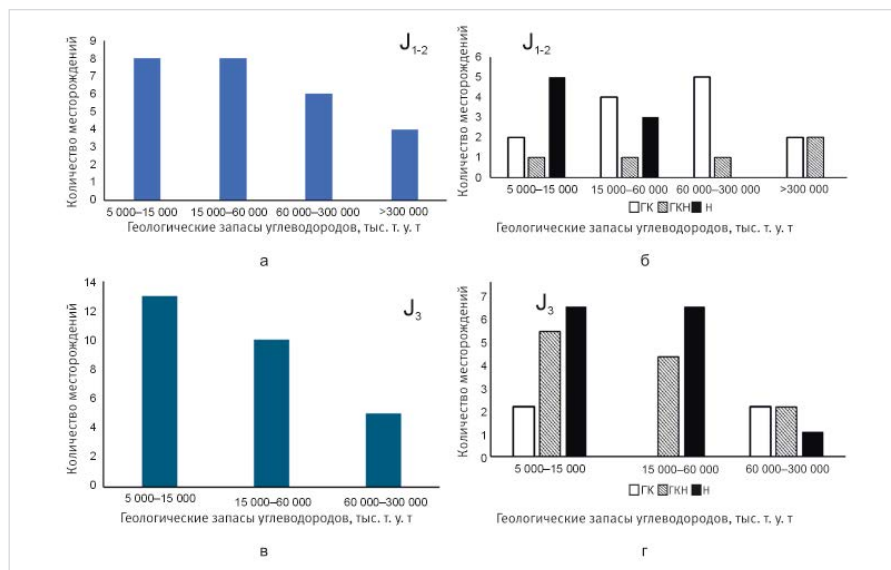 J1-2
Количество месторождений
9
8
7
6
5
4
3
2
1
0
5 000–15 000 15 000–60 000 60 000–300 000 >300 000
Геологические запасы углеводородов, тыс. т. у. т
а
J1-2
Количество месторождений
6
5
4
3
2
1
0
5 000–15 000 15 000–60 000 60 000–300 000 >300 000
ГК ГКН Н
Геологические запасы углеводородов, тыс. т. у. т
б
J3
Количество месторождений
14
12
10
8
6
4
2
0
5 000–15 000 15 000–60 000 60 000–300 000
Геологические запасы углеводородов, тыс. т. у. т
в
J3
Количество месторождений
7
6
5
4
3
2
1
0
5 000–15 000 15 000–60 000 60 000–300 000
ГК ГКН Н
Геологические запасы углеводородов, тыс. т. у. т
г